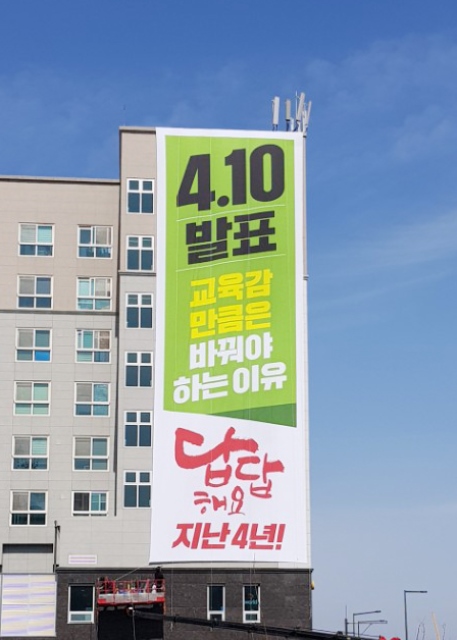 4.10
발표
교육감
만큼은
바꿔야
하는 이유
답답
해요
지난 4년!